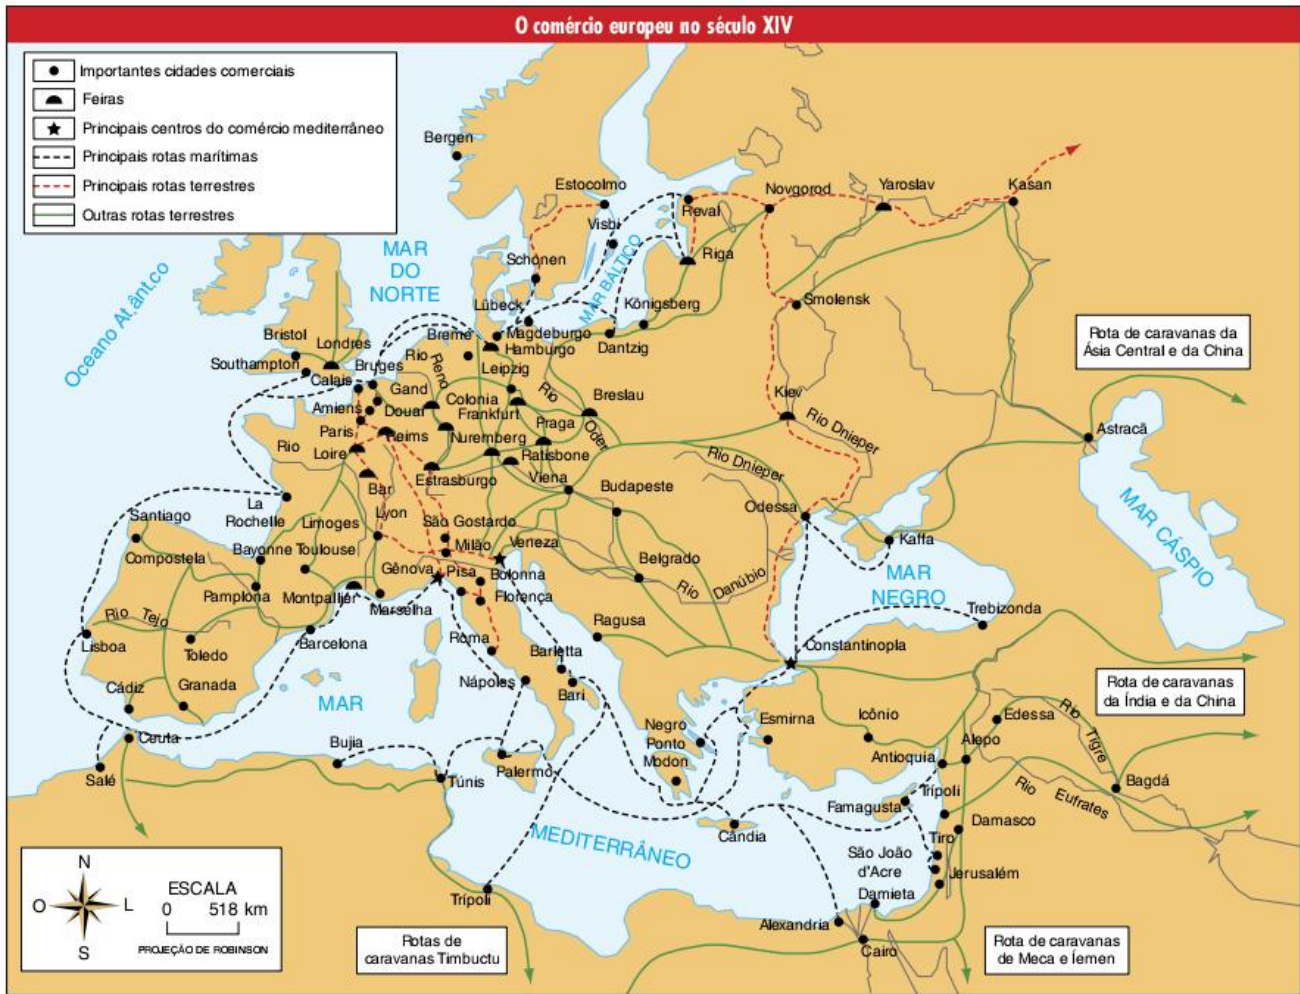 O comércio europeu no século XIV
Importantes cidades comerciais
Feiras
Principais centros do comércio mediterrâneo
Principais rotas marítimas
Principais rotas terrestres
Outras rotas terrestres
Bergen
Estocolmo
Visbi
Reval
Novgorod
Yaroslav
Kasan
Riga
MAR
DO
NORTE
MAR BÁLTICO
Schonen
Oceano At,ânt.co
Lübeck
Königsberg
Smolensk
Bristol
Londres
Breme
Magdeburgo
Hamburgo
Dantzig
Southampton
Calais
Bruges
Rio
Reno
Leipzig
Gand
Rio
Oder
Amiens
Douai
Colonia
Frankfurt
Breslau
Kiev
Rio Dnieper
Paris
Reims
Nuremberg
Praga
Rio
Loire
Ratisbone
Rio Dnieper
Bar
Estrasburgo
Viena
Budapeste
Astracã
Rota de caravanas da
Ásia Central e da China
MAR CÁSPIO
La
Rochelle
Limoges
Lyon
São Gostardo
Odessa
Santiago
Compostela
Bayonne
Toulouse
Milão
Veneza
Belgrado
Kaffa
Gênova
Pisa
Bolonna
Rio Danúbio
MAR
NEGRO
Pamplona
Montpallier
Marselha
Florença
Trebizonda
Rio Tejo
Lisboa
Toledo
Barcelona
Roma
Ragusa
Barletta
Constantinopla
Cádiz
Granada
MAR
Nápoles
Bari
Rota de caravanas
da Índia e da China
Ceuta
Bujia
Negro
Ponto
Esmirna
Icônio
Edessa
Rio
Tigre
Salé
Túnis
Palermo
Modon
Antioquia
Alepo
Bagdá
Trípoli
Rio
Eufrates
Famagusta
MEDITERRÂNEO
Cândia
Damasco
Tiro
São João
d'Acre
Jerusalém
Damieta
Trípoli
Alexandria
Cairo
N
O
L
S
ESCALA
0 518 km
PROJEÇÃO DE ROBINSON
Rotas de
caravanas Timbuctu
Rota de caravanas
de Meca e Iemen